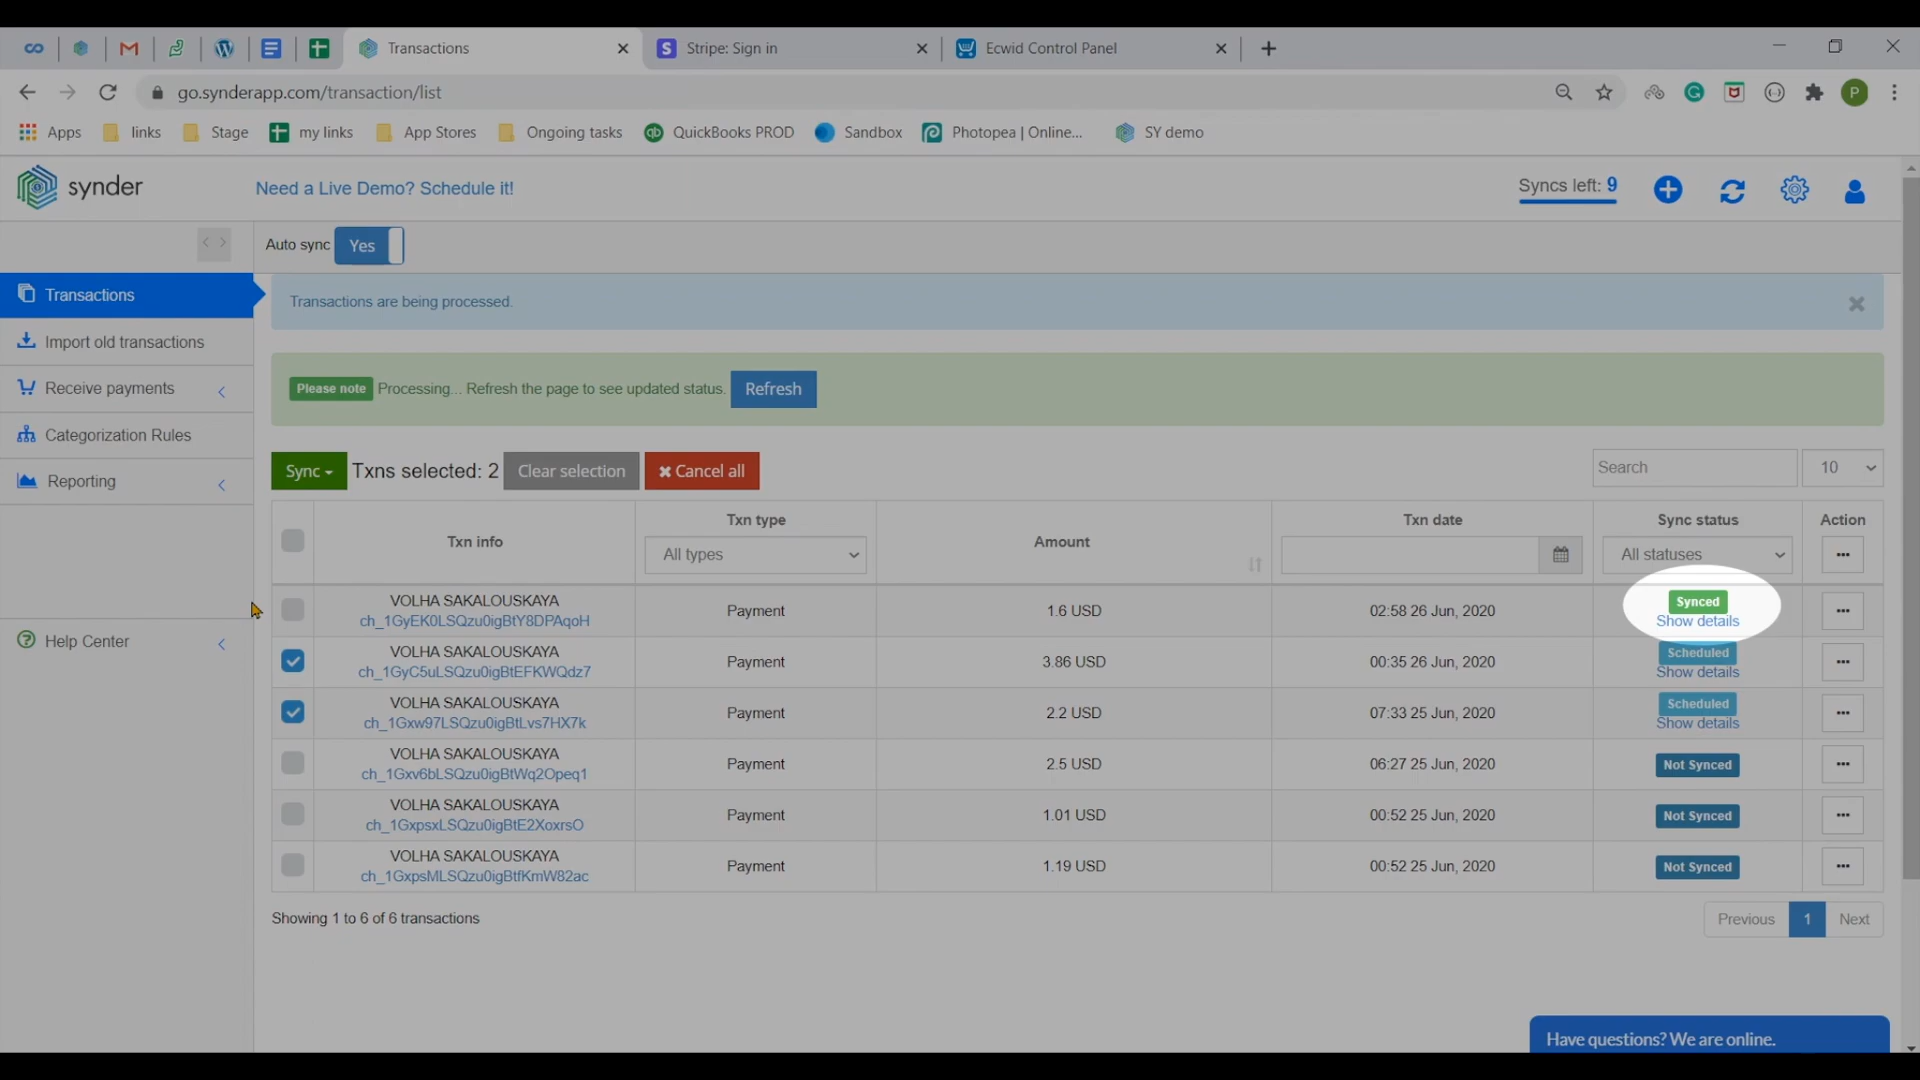 Transactions
Stripe: Sign in
Ecwid Control Panel
go.synderapp.com/transaction/list
Apps
links
Stage
my links
App Stores
Ongoing tasks
QuickBooks PROD
Sandbox
Photopea | Online...
SY demo
synder
Need a Live Demo? Schedule it!
Syncs left: 9
Auto sync Yes
Transactions
Import old transactions
Receive payments
Categorization Rules
Reporting
Help Center
Transactions are being processed.
Please note Processing... Refresh the page to see updated status. Refresh
Sync Txns selected: 2 Clear selection Cancel all
Search
10
Txn info
Txn type
All types
Amount
Txn date
Sync status
All statuses
Action
VOLHA SAKALOUSKAYA
ch_1GyEK0LSQzu0igBtY8DPAqoH
Payment
1.6 USD
02:58 26 Jun, 2020
Synced
Show details
VOLHA SAKALOUSKAYA
ch_1GyC5uLSQzu0igBtEFKWQdz7
Payment
3.86 USD
00:35 26 Jun, 2020
Scheduled
Show details
VOLHA SAKALOUSKAYA
ch_1Gxw97LSQzu0igBtLvs7HX7k
Payment
2.2 USD
07:33 25 Jun, 2020
Scheduled
Show details
VOLHA SAKALOUSKAYA
ch_1Gxv6bLSQzu0igBtWq2Opeq1
Payment
2.5 USD
06:27 25 Jun, 2020
Not Synced
VOLHA SAKALOUSKAYA
ch_1GxpsxLSQzu0igBtE2XoxrsO
Payment
1.01 USD
00:52 25 Jun, 2020
Not Synced
VOLHA SAKALOUSKAYA
ch_1GxpsMLSQzu0igBtfKmW82ac
Payment
1.19 USD
00:52 25 Jun, 2020
Not Synced
Showing 1 to 6 of 6 transactions
Previous 1 Next
Have questions? We are online.